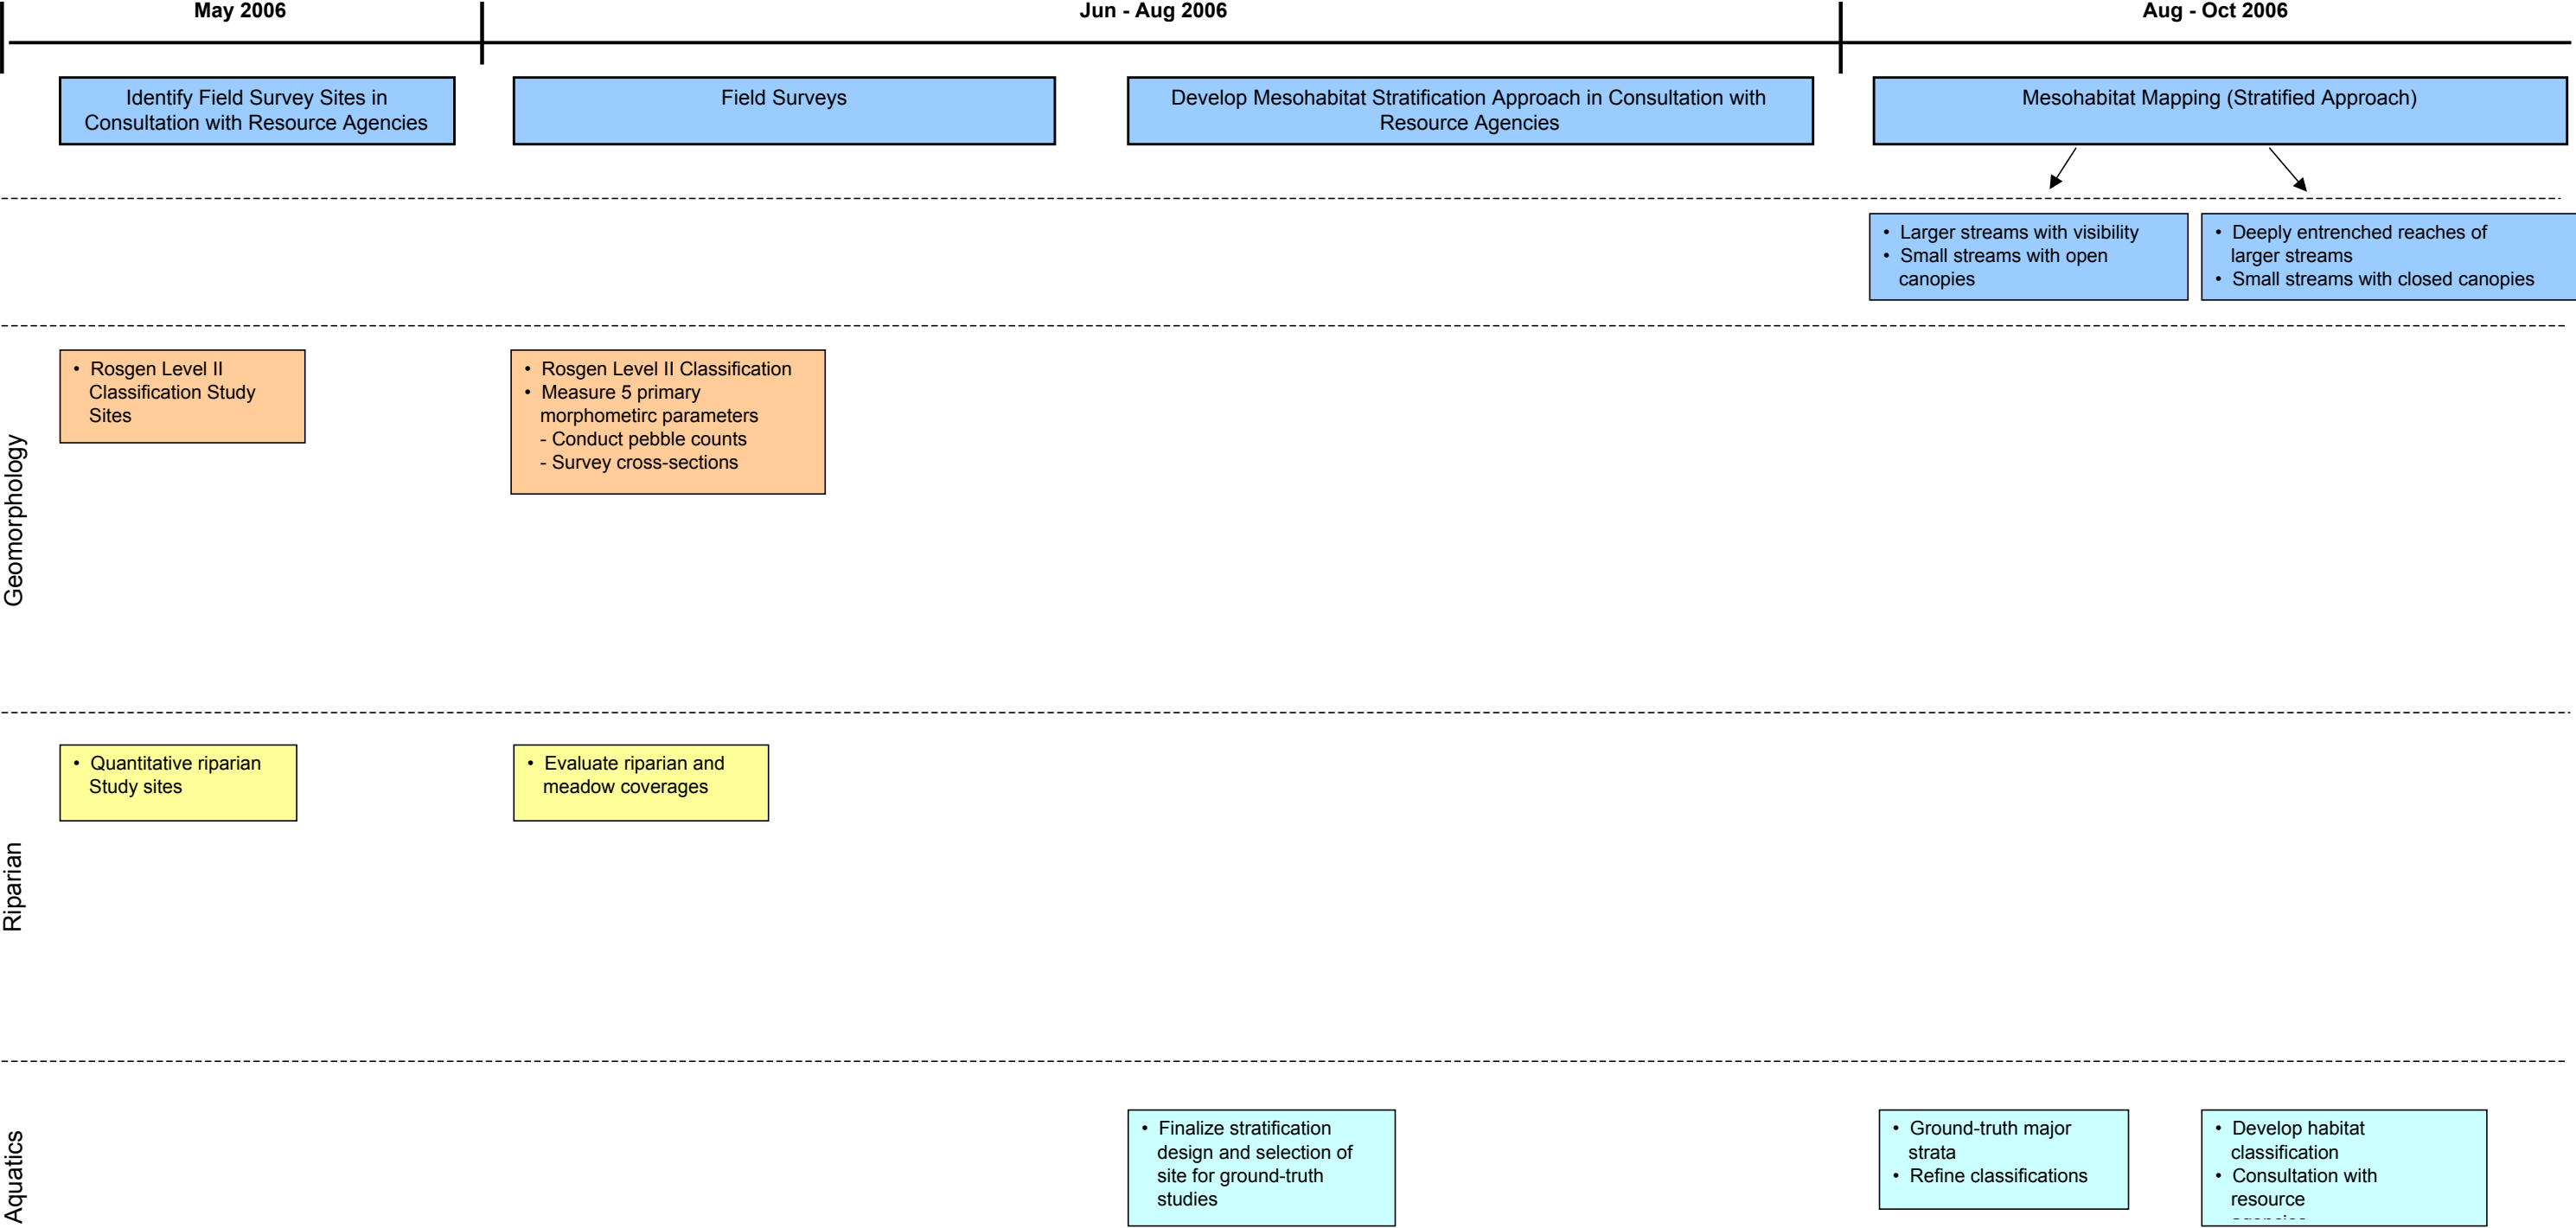 May 2006
Jun - Aug 2006
Aug - Oct 2006
Identify Field Survey Sites in
Consultation with Resource Agencies
Field Surveys
Develop Mesohabitat Stratification Approach in Consultation with
Resource Agencies
Mesohabitat Mapping (Stratified Approach)
• Larger streams with visibility
• Small streams with open
canopies
• Deeply entrenched reaches of
larger streams
• Small streams with closed canopies
Geomorphology
• Rosgen Level II
Classification Study
Sites
• Rosgen Level II Classification
• Measure 5 primary
morphometirc parameters
- Conduct pebble counts
- Survey cross-sections
Riparian
• Quantitative riparian
Study sites
• Evaluate riparian and
meadow coverages
Aquatics
• Finalize stratification
design and selection of
site for ground-truth
studies
• Ground-truth major
strata
• Refine classifications
• Develop habitat
classification
• Consultation with
resource